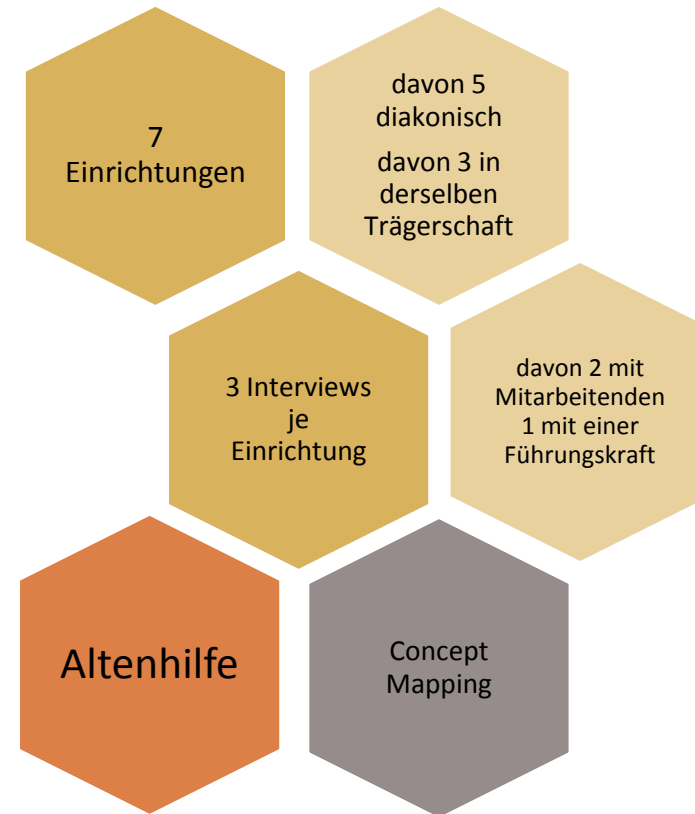 7
Einrichtungen
davon 5
diakonisch
davon 3 in
derselben
Trägerschaft
3 Interviews
je
Einrichtung
davon 2 mit
Mitarbeitenden
1 mit einer
Führungskraft
Altenhilfe
Concept
Mapping